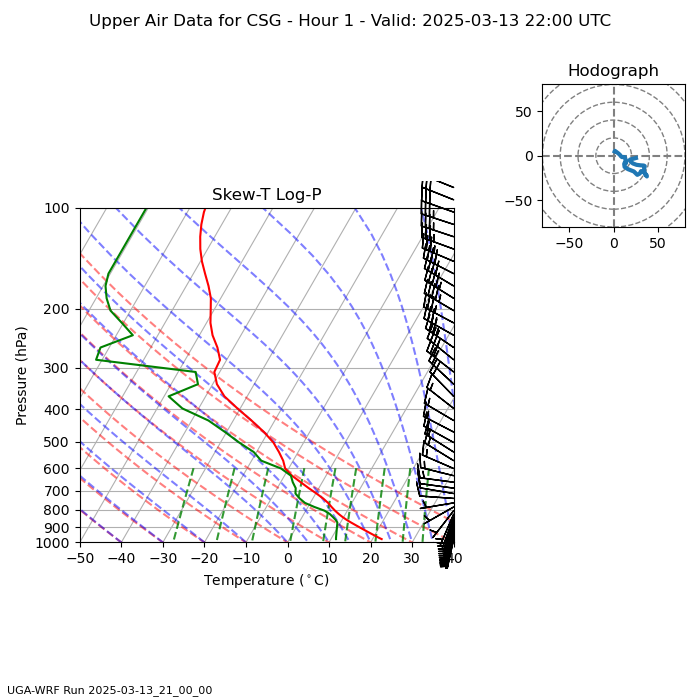 Upper Air Data for CSG - Hour 1 - Valid: 2025-03-13 22:00 UTC
Hodograph
50
0
−50
−50 0 50
Skew-T Log-P
100
200
300
400
500
600
700
800
900
1000
Pressure (hPa)
−50 −40 −30 −20 −10 0 10 20 30 40
Temperature (°C)
UGA-WRF Run 2025-03-13_21_00_00